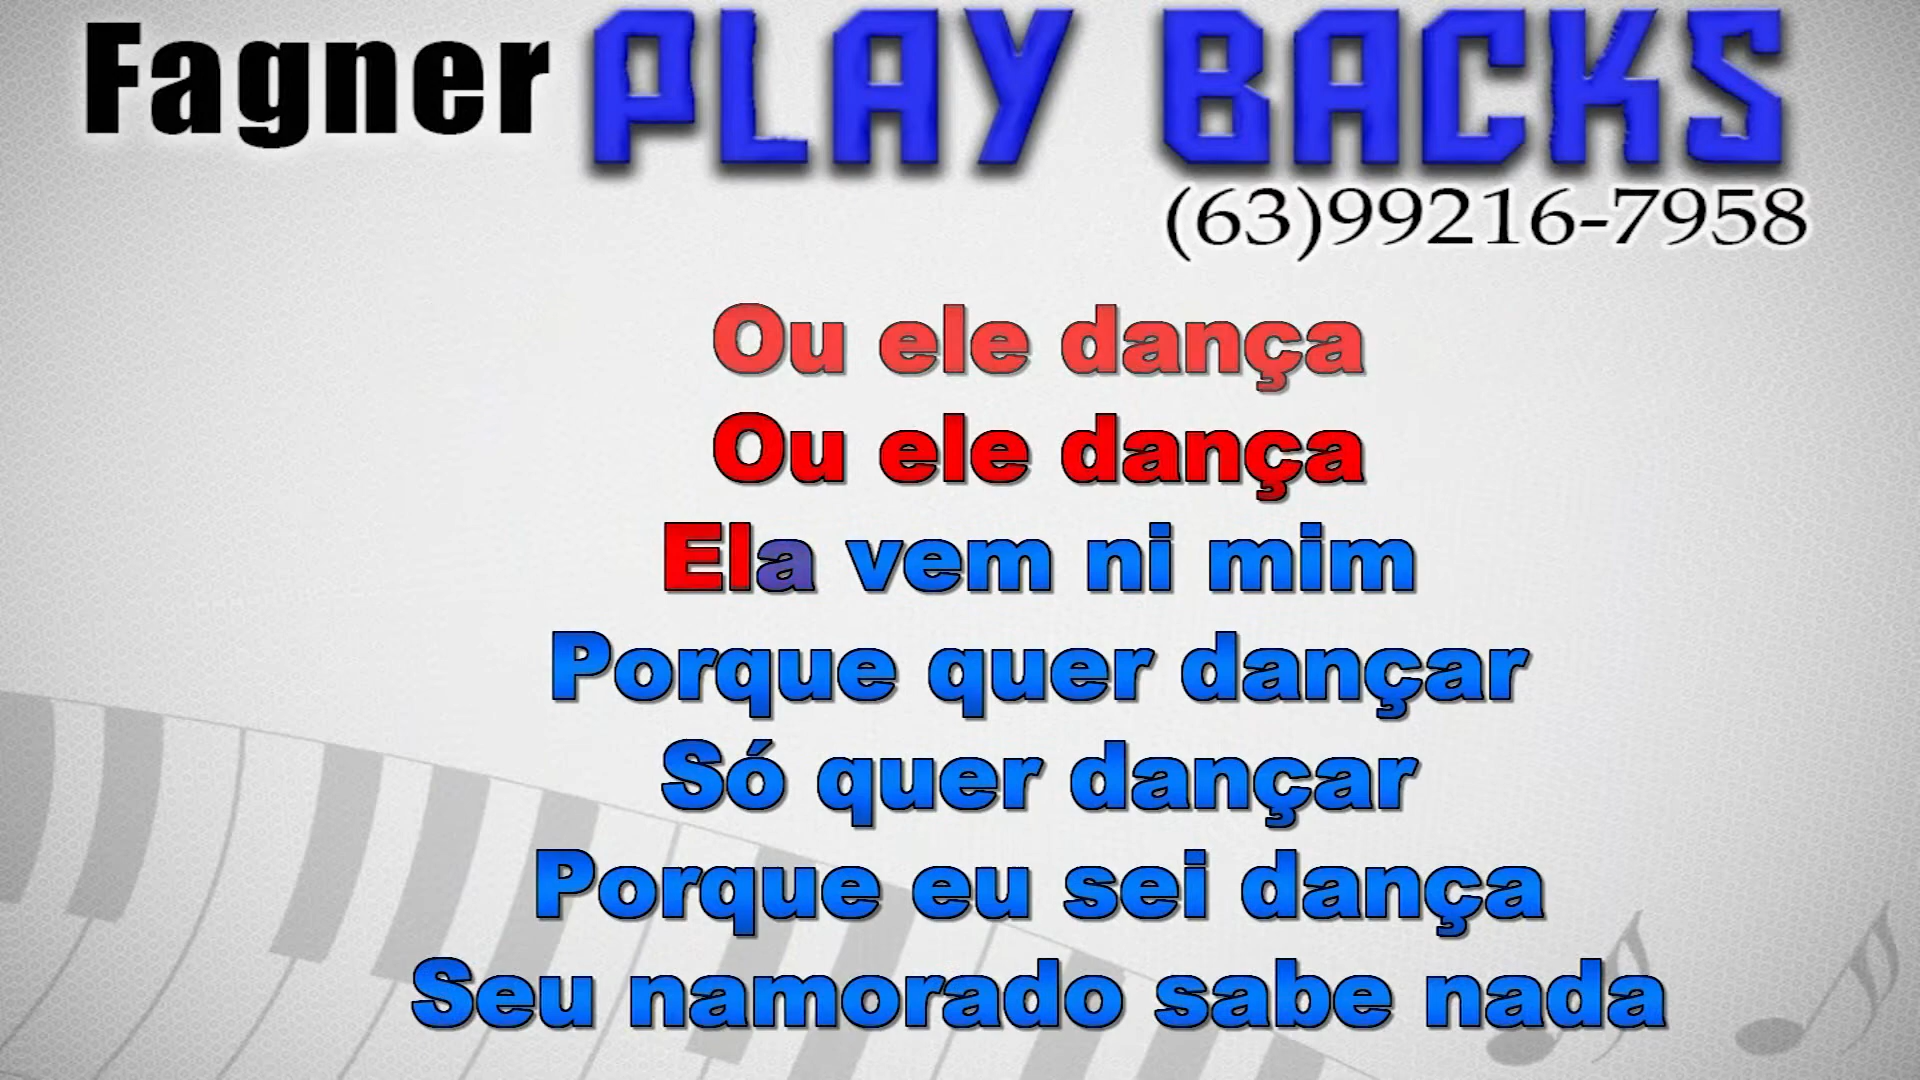 Fagner PLAY BACKS
(63)99216-7958
Ou ele dança
Ou ele dança
Ela vem ni mim
Porque quer dançar
Só quer dançar
Porque eu sei dança
Seu namorado sabe nada